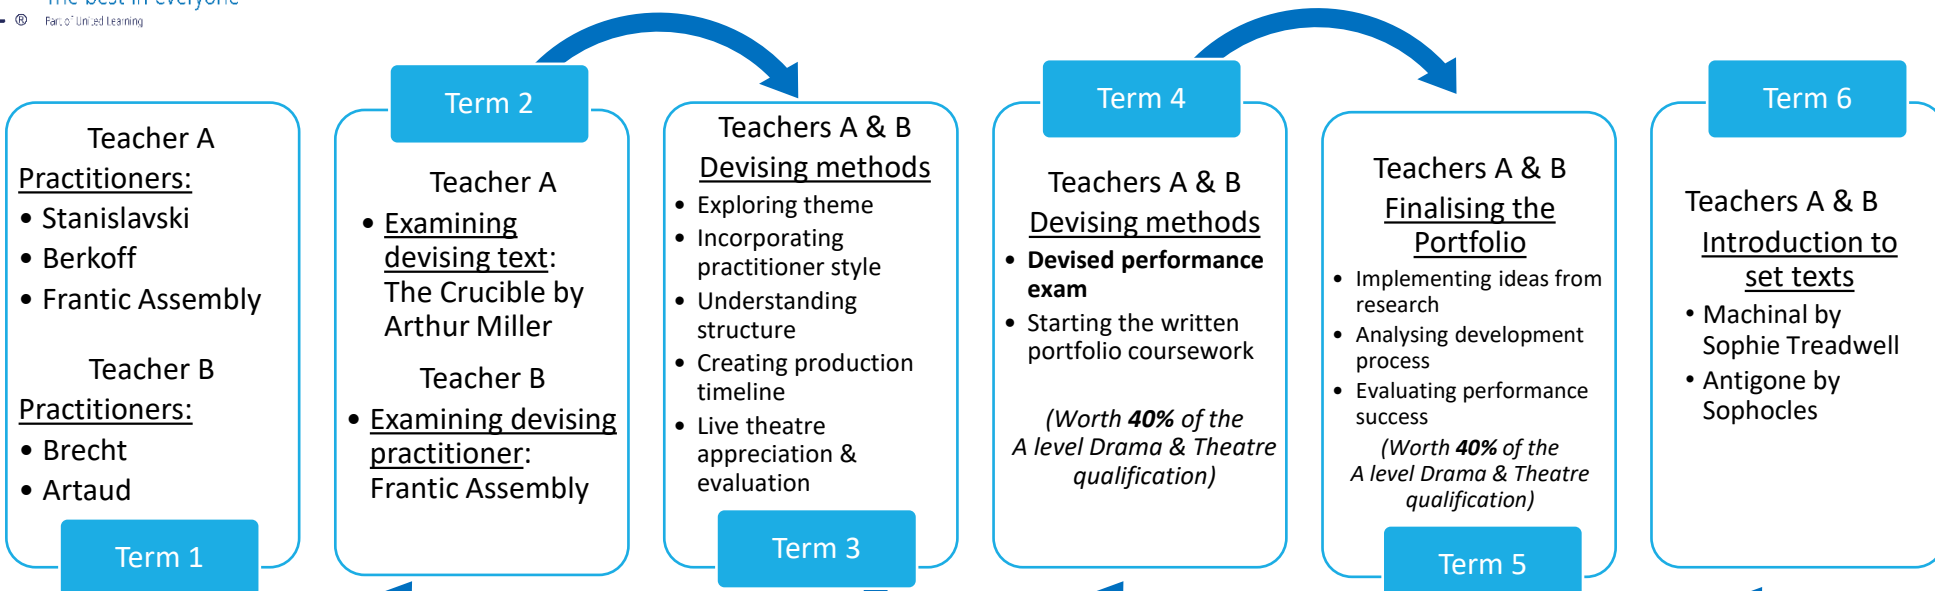 The best in everyone
®
Part of United Learning
Teacher A
Practitioners:
• Stanislavski
• Berkoff
• Frantic Assembly
Teacher B
Practitioners:
• Brecht
• Artaud
Term 1
Term 2
Teacher A
• Examining
devising text:
The Crucible by
Arthur Miller
Teacher B
• Examining devising
practitioner:
Frantic Assembly
Teachers A & B
Devising methods
• Exploring theme
• Incorporating
practitioner style
• Understanding
structure
• Creating production
timeline
• Live theatre
appreciation &
evaluation
Term 3
Term 4
Teachers A & B
Devising methods
• Devised performance
exam
• Starting the written
portfolio coursework
(Worth 40% of the
A level Drama & Theatre
qualification)
Teachers A & B
Finalising the
Portfolio
• Implementing ideas from
research
• Analysing development
process
• Evaluating performance
success
(Worth 40% of the
A level Drama & Theatre
qualification)
Term 5
Term 6
Teachers A & B
Introduction to
set texts
• Machinal by
Sophie Treadwell
• Antigone by
Sophocles